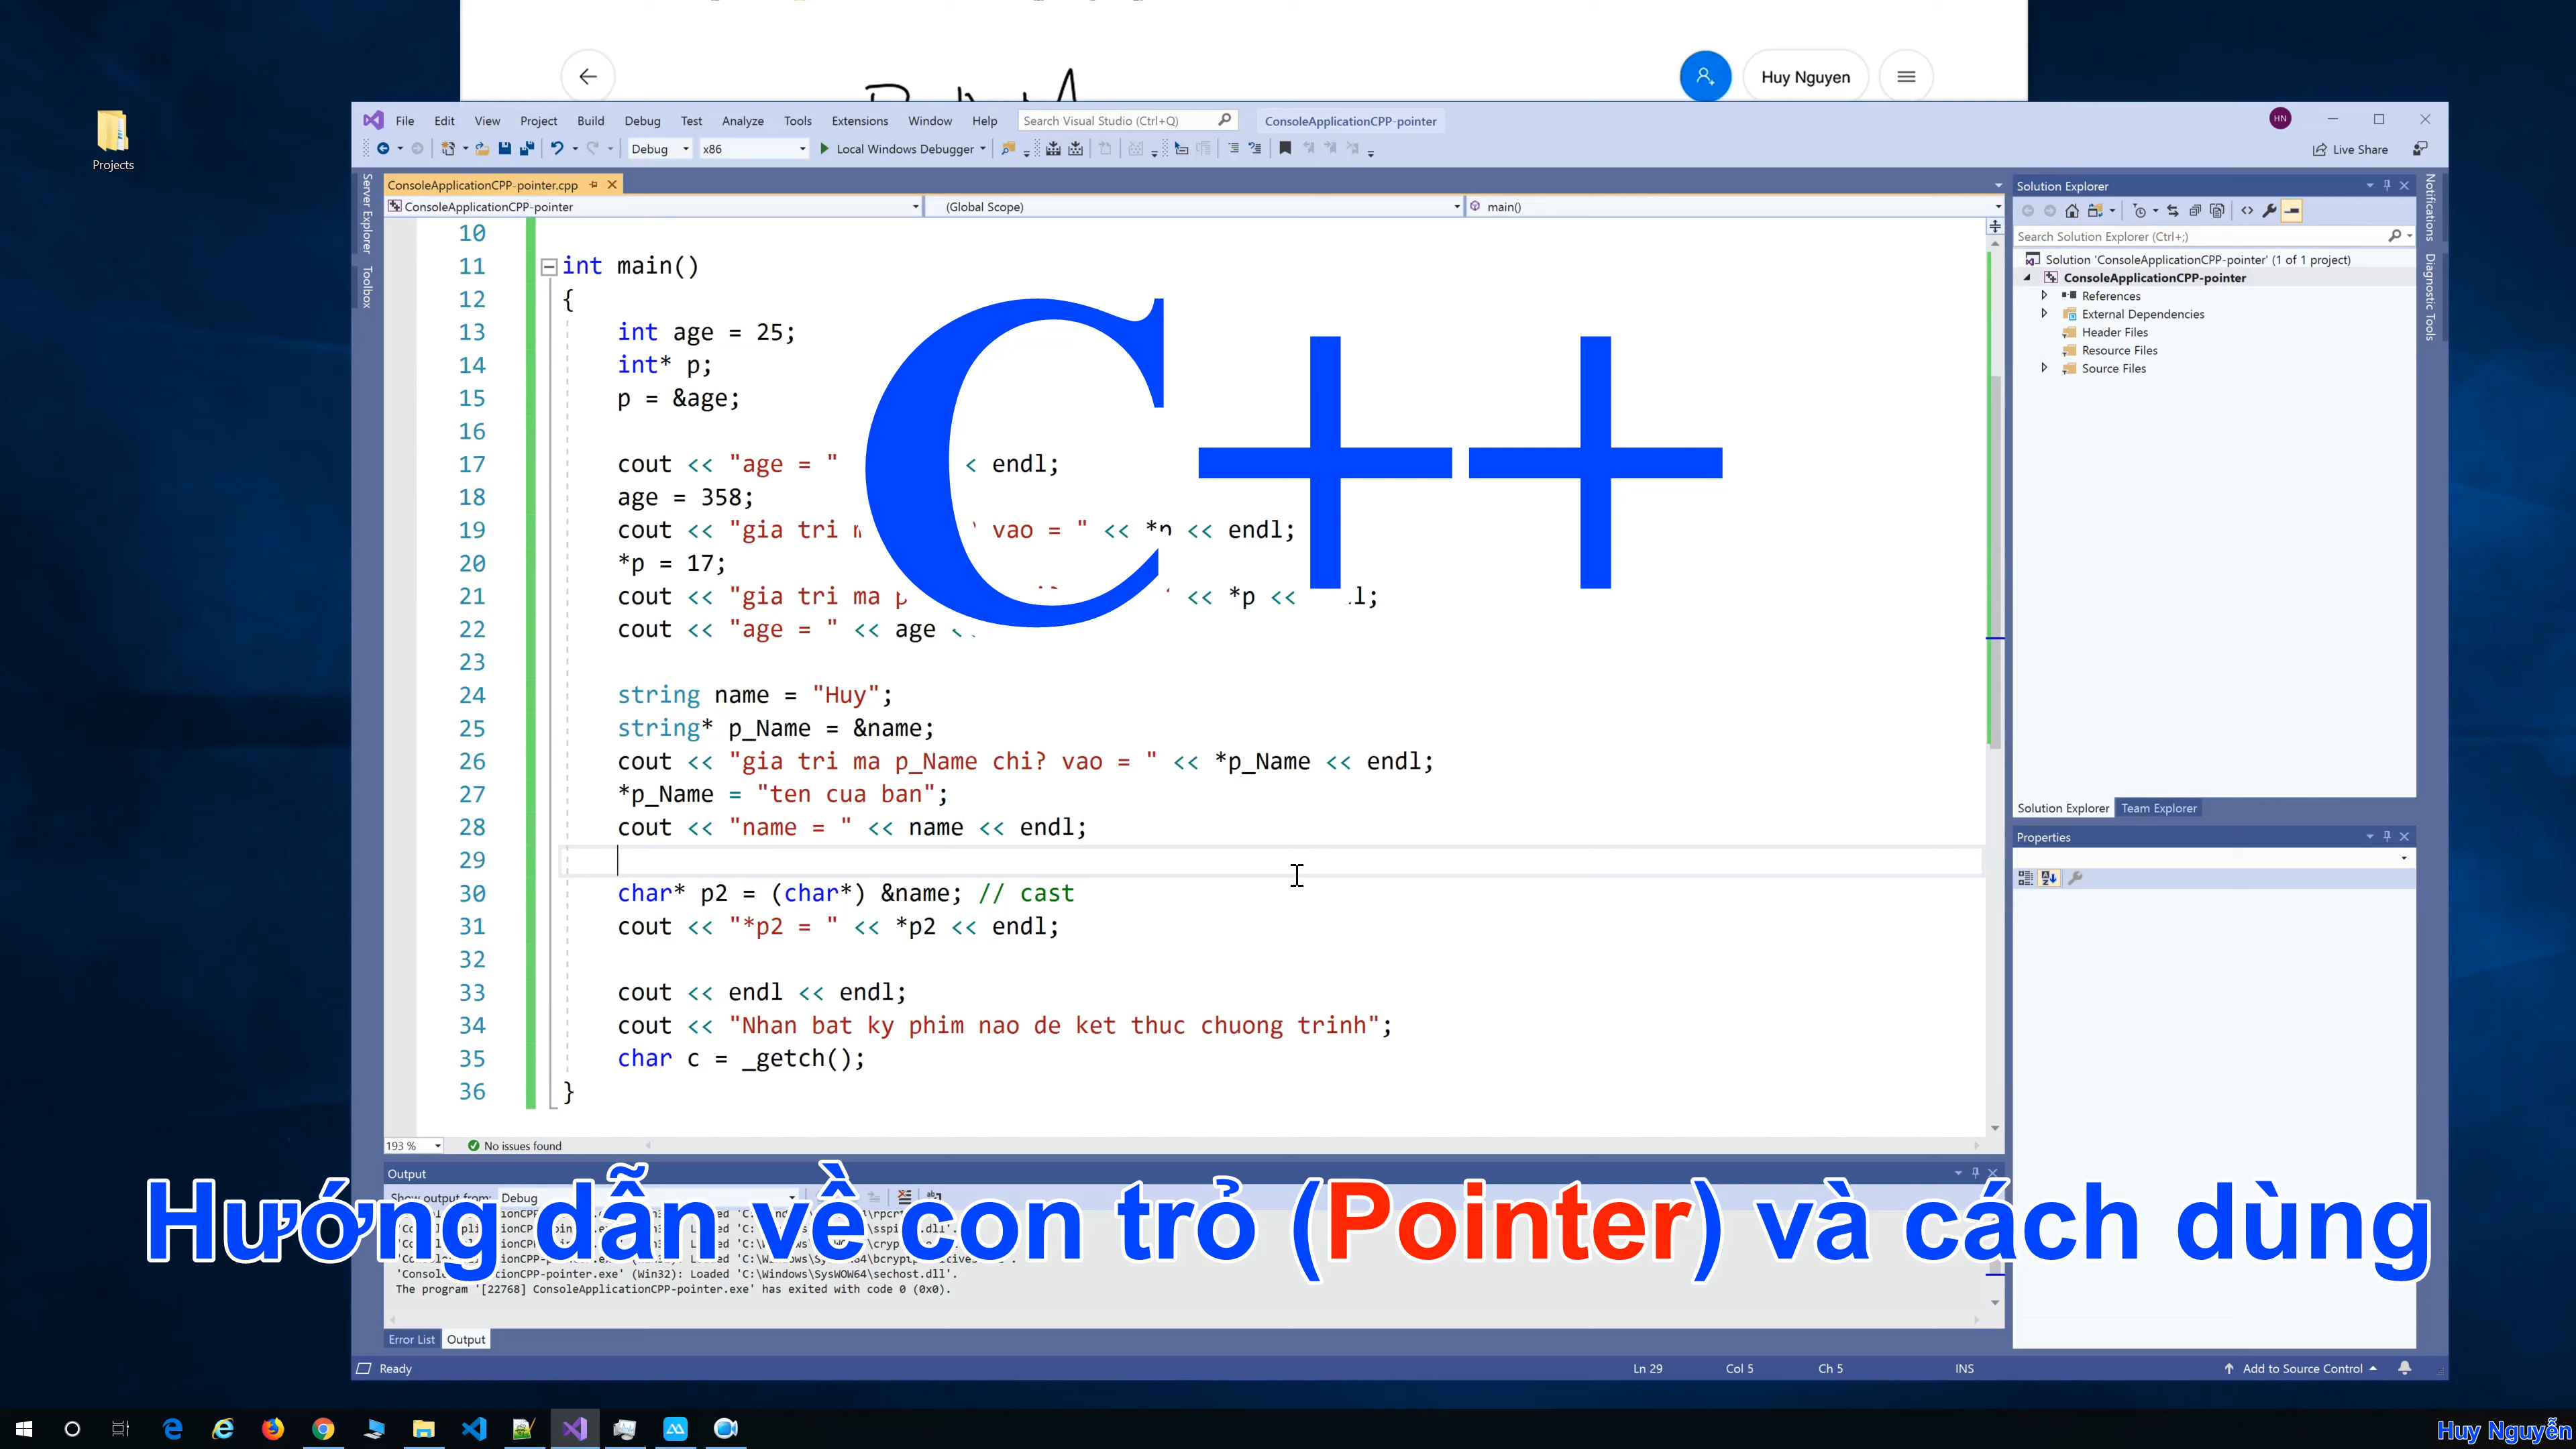 Huy Nguyen
Projects
File Edit View Project Build Debug Test Analyze Tools Extensions Window Help Search Visual Studio (Ctrl+Q) ConsoleApplicationCPP-pointer HN
Debug x86 Local Windows Debugger Live Share
Server Explorer
Toolbox
ConsoleApplicationCPP-pointer.cpp
ConsoleApplicationCPP-pointer (Global Scope) main()
10
11 int main()
12 {
13 int age = 25;
14 int* p;
15 p = &age;
16
17 cout << "age = " < endl;
18 age = 358;
19 cout << "gia tri vao = " << *p << endl;
20 *p = 17;
21 cout << "gia tri ma p << *p <<
22 cout << "age = " << age
23
24 string name = "Huy";
25 string* p_Name = &name;
26 cout << "gia tri ma p_Name chi? vao = " << *p_Name << endl;
27 *p_Name = "ten cua ban";
28 cout << "name = " << name << endl;
29
30 char* p2 = (char*) &name; // cast
31 cout << "*p2 = " << *p2 << endl;
32
33 cout << endl << endl;
34 cout << "Nhan bat ky phim nao de ket thuc chuong trinh";
35 char c = _getch();
36 }
C++
193 % No issues found
Output
Show output from: Debug
Hướng dẫn về con trỏ (Pointer) và cách dùng
(Win32): Loaded 'C:\Windows\SysWOW64\sechost.dll'.
The program '[22768] ConsoleApplicationCPP-pointer.exe' has exited with code 0 (0x0).
Error List Output
Ready Ln 29 Col 5 Ch 5 INS Add to Source Control
Solution Explorer
Search Solution Explorer (Ctrl+;)
Solution 'ConsoleApplicationCPP-pointer' (1 of 1 project)
ConsoleApplicationCPP-pointer
References
External Dependencies
Header Files
Resource Files
Source Files
Solution Explorer Team Explorer
Properties
Notifications
Diagnostic Tools
Huy Nguyễn